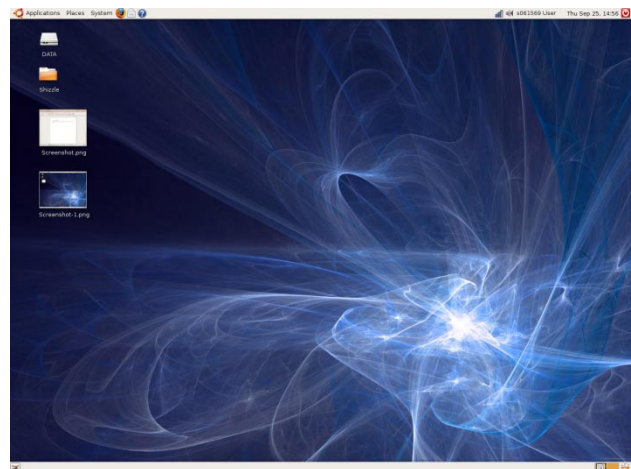 Applications Places System s061569 User Thu Sep 25, 14:56
DATA
Shizzle
Screenshot.png
Screenshot-1.png